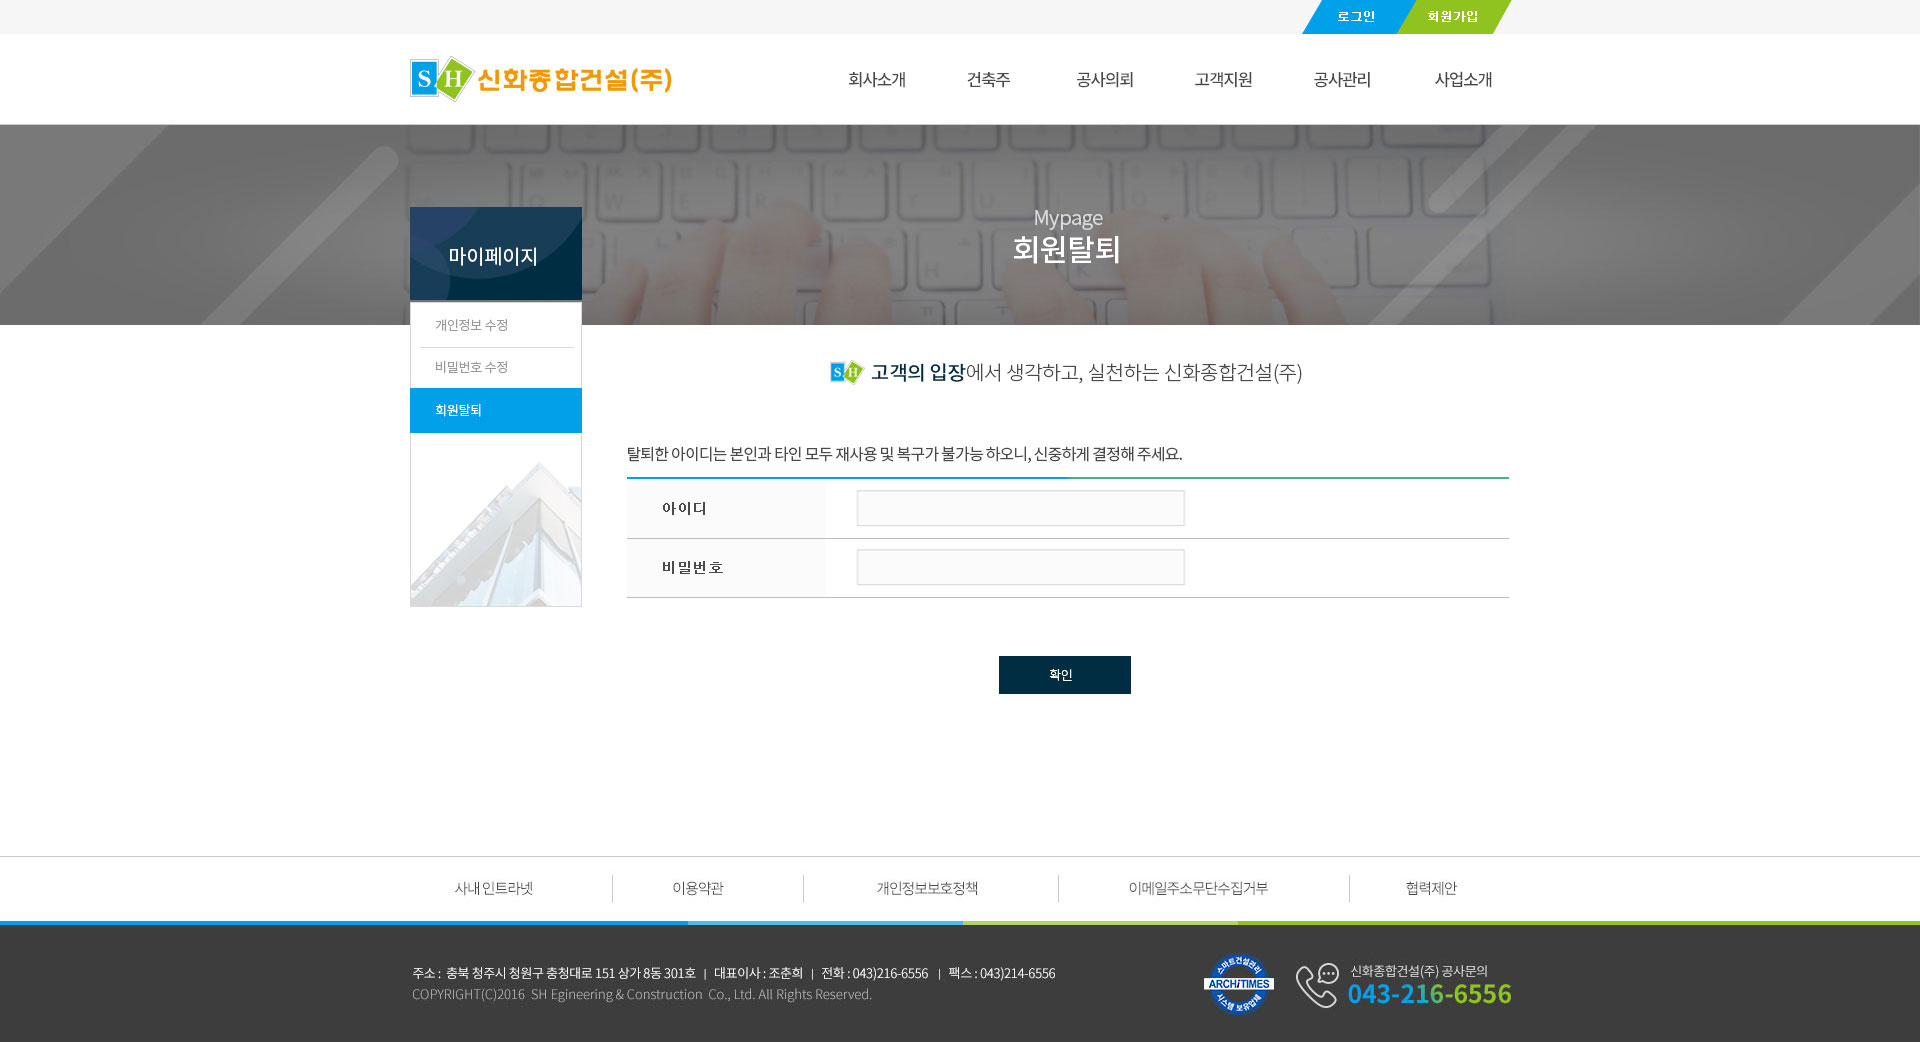 로그인 회원가입
SH 신화종합건설(주)
회사소개 건축주 공사의뢰 고객지원 공사관리 사업소개
Mypage
회원탈퇴
마이페이지
개인정보 수정
비밀번호 수정
회원탈퇴
SH 고객의 입장에서 생각하고, 실천하는 신화종합건설(주)
탈퇴한 아이디는 본인과 타인 모두 재사용 및 복구가 불가능 하오니, 신중하게 결정해 주세요.
아이디
비밀번호
확인
사내 인트라넷 이용약관 개인정보보호정책 이메일주소무단수집거부 협력제안
주소 : 충북 청주시 청원구 충청대로 151 상가 8동 301호 | 대표이사 : 조춘희 | 전화 : 043)216-6556 | 팩스 : 043)214-6556
COPYRIGHT(C)2016 SH Egineering & Construction Co., Ltd. All Rights Reserved.
스마트건설관리
ARCHiTIMES
시스템 보유업체
신화종합건설(주) 공사문의
043-216-6556